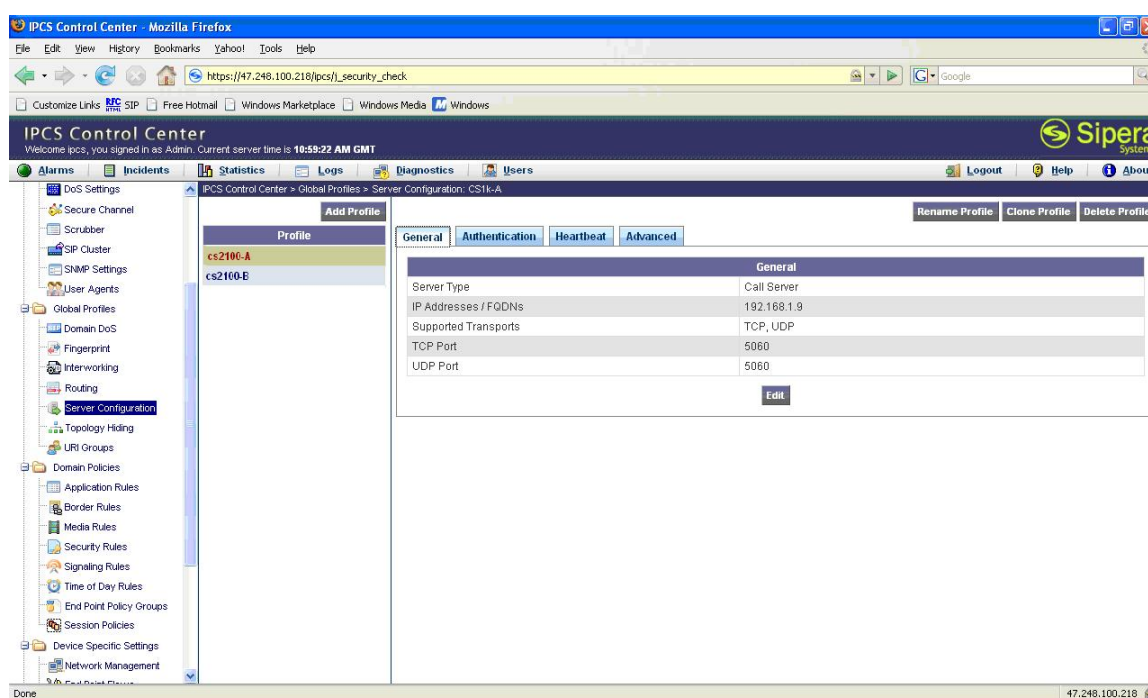 IPCS Control Center - Mozilla Firefox
File Edit View History Bookmarks Yahoo! Tools Help
https://47.248.100.218/ipcs/j_security_check
G Google
Customize Links RFC HTML SIP Free Hotmail Windows Marketplace Windows Media M Windows
IPCS Control Center
Welcome ipcs, you signed in as Admin. Current server time is 10:59:22 AM GMT
Sipera
System
Alarms Incidents Statistics Logs Diagnostics Users Logout Help Abou
DoS Settings
Secure Channel
Scrubber
SIP Cluster
SNMP Settings
User Agents
Global Profiles
Domain DoS
Fingerprint
Interworking
Routing
Server Configuration
Topology Hiding
URI Groups
Domain Policies
Application Rules
Border Rules
Media Rules
Security Rules
Signaling Rules
Time of Day Rules
End Point Policy Groups
Session Policies
Device Specific Settings
Network Management
IPCS Control Center > Global Profiles > Server Configuration: CS1k-A
Add Profile
Profile
cs2100-A
cs2100-B
Rename Profile Clone Profile Delete Profile
General Authentication Heartbeat Advanced
General
Server Type Call Server
IP Addresses / FQDNs 192.168.1.9
Supported Transports TCP, UDP
TCP Port 5060
UDP Port 5060
Edit
Done
47.248.100.218